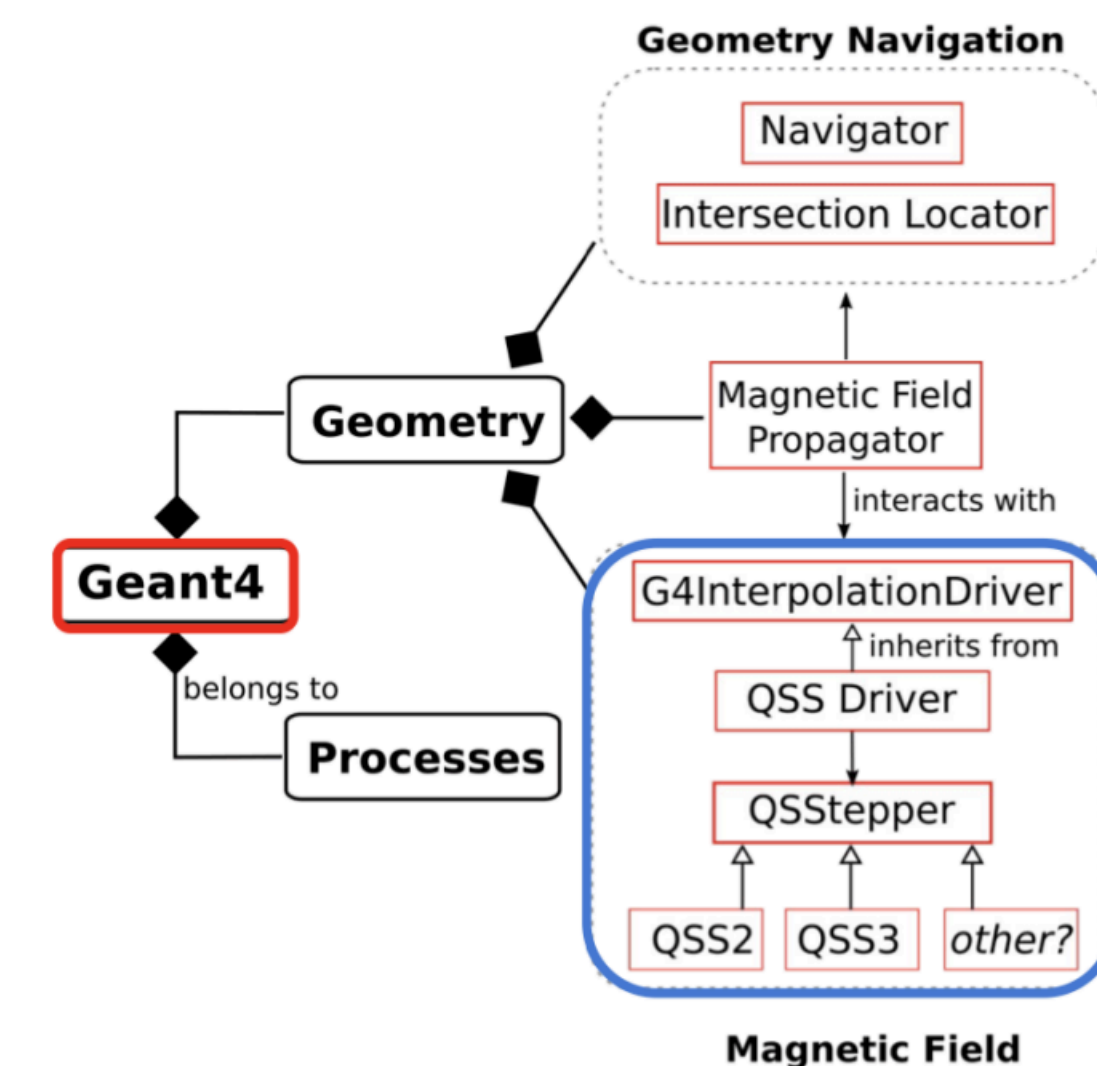 Geometry Navigation
Navigator
Intersection Locator
Geometry
Magnetic Field
Propagator
interacts with
Geant4
G4InterpolationDriver
inherits from
belongs to
QSS Driver
Processes
QSStepper
QSS2
QSS3
other?
Magnetic Field